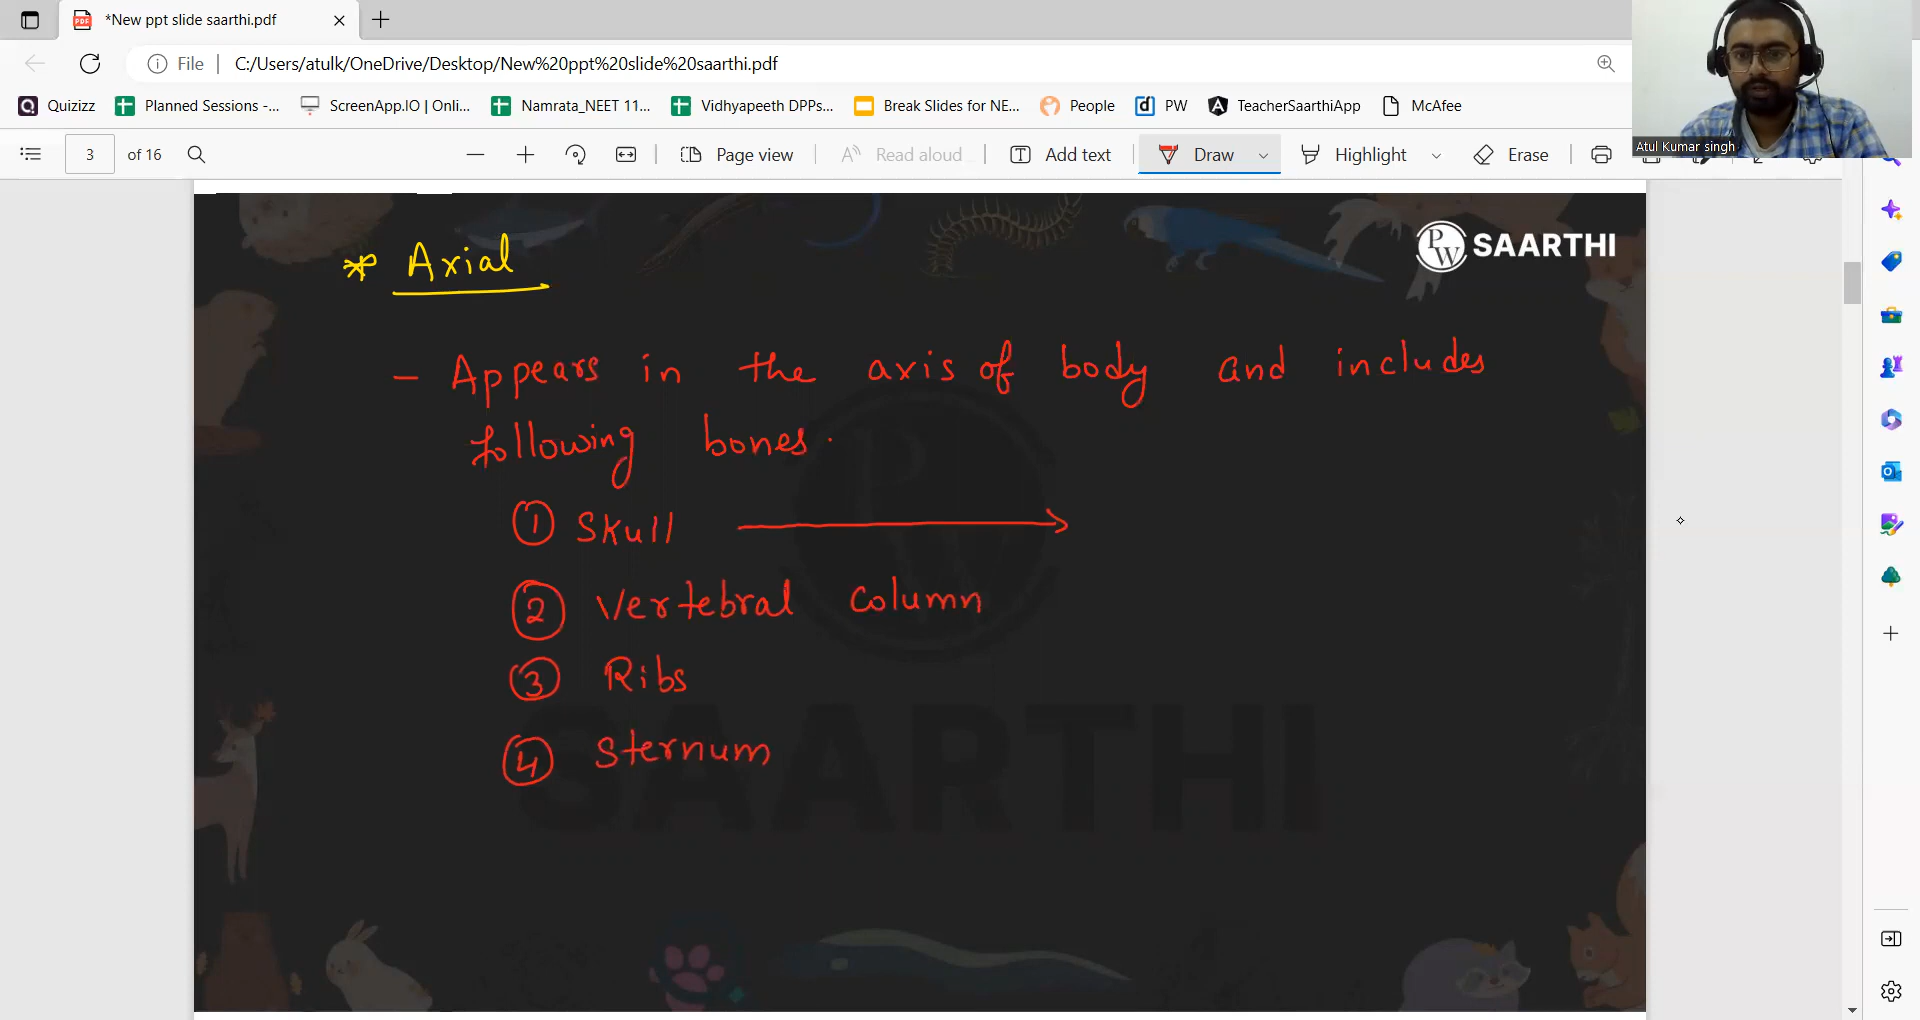 *New ppt slide saarthi.pdf
File
C:/Users/atulk/OneDrive/Desktop/New%20ppt%20slide%20saarthi.pdf
Quizizz
Planned Sessions -...
ScreenApp.IO | Onli...
Namrata_NEET 11...
Vidhyapeeth DPPs...
Break Slides for NE...
People
PW
TeacherSaarthiApp
McAfee
3 of 16
Page view
Read aloud
Add text
Draw
Highlight
Erase
Atul Kumar singh
PW SAARTHI
* Axial
- Appears in the axis of body and includes
following bones.
① Skull
② Vertebral column
③ Ribs
④ Sternum
PW
SAARTHI